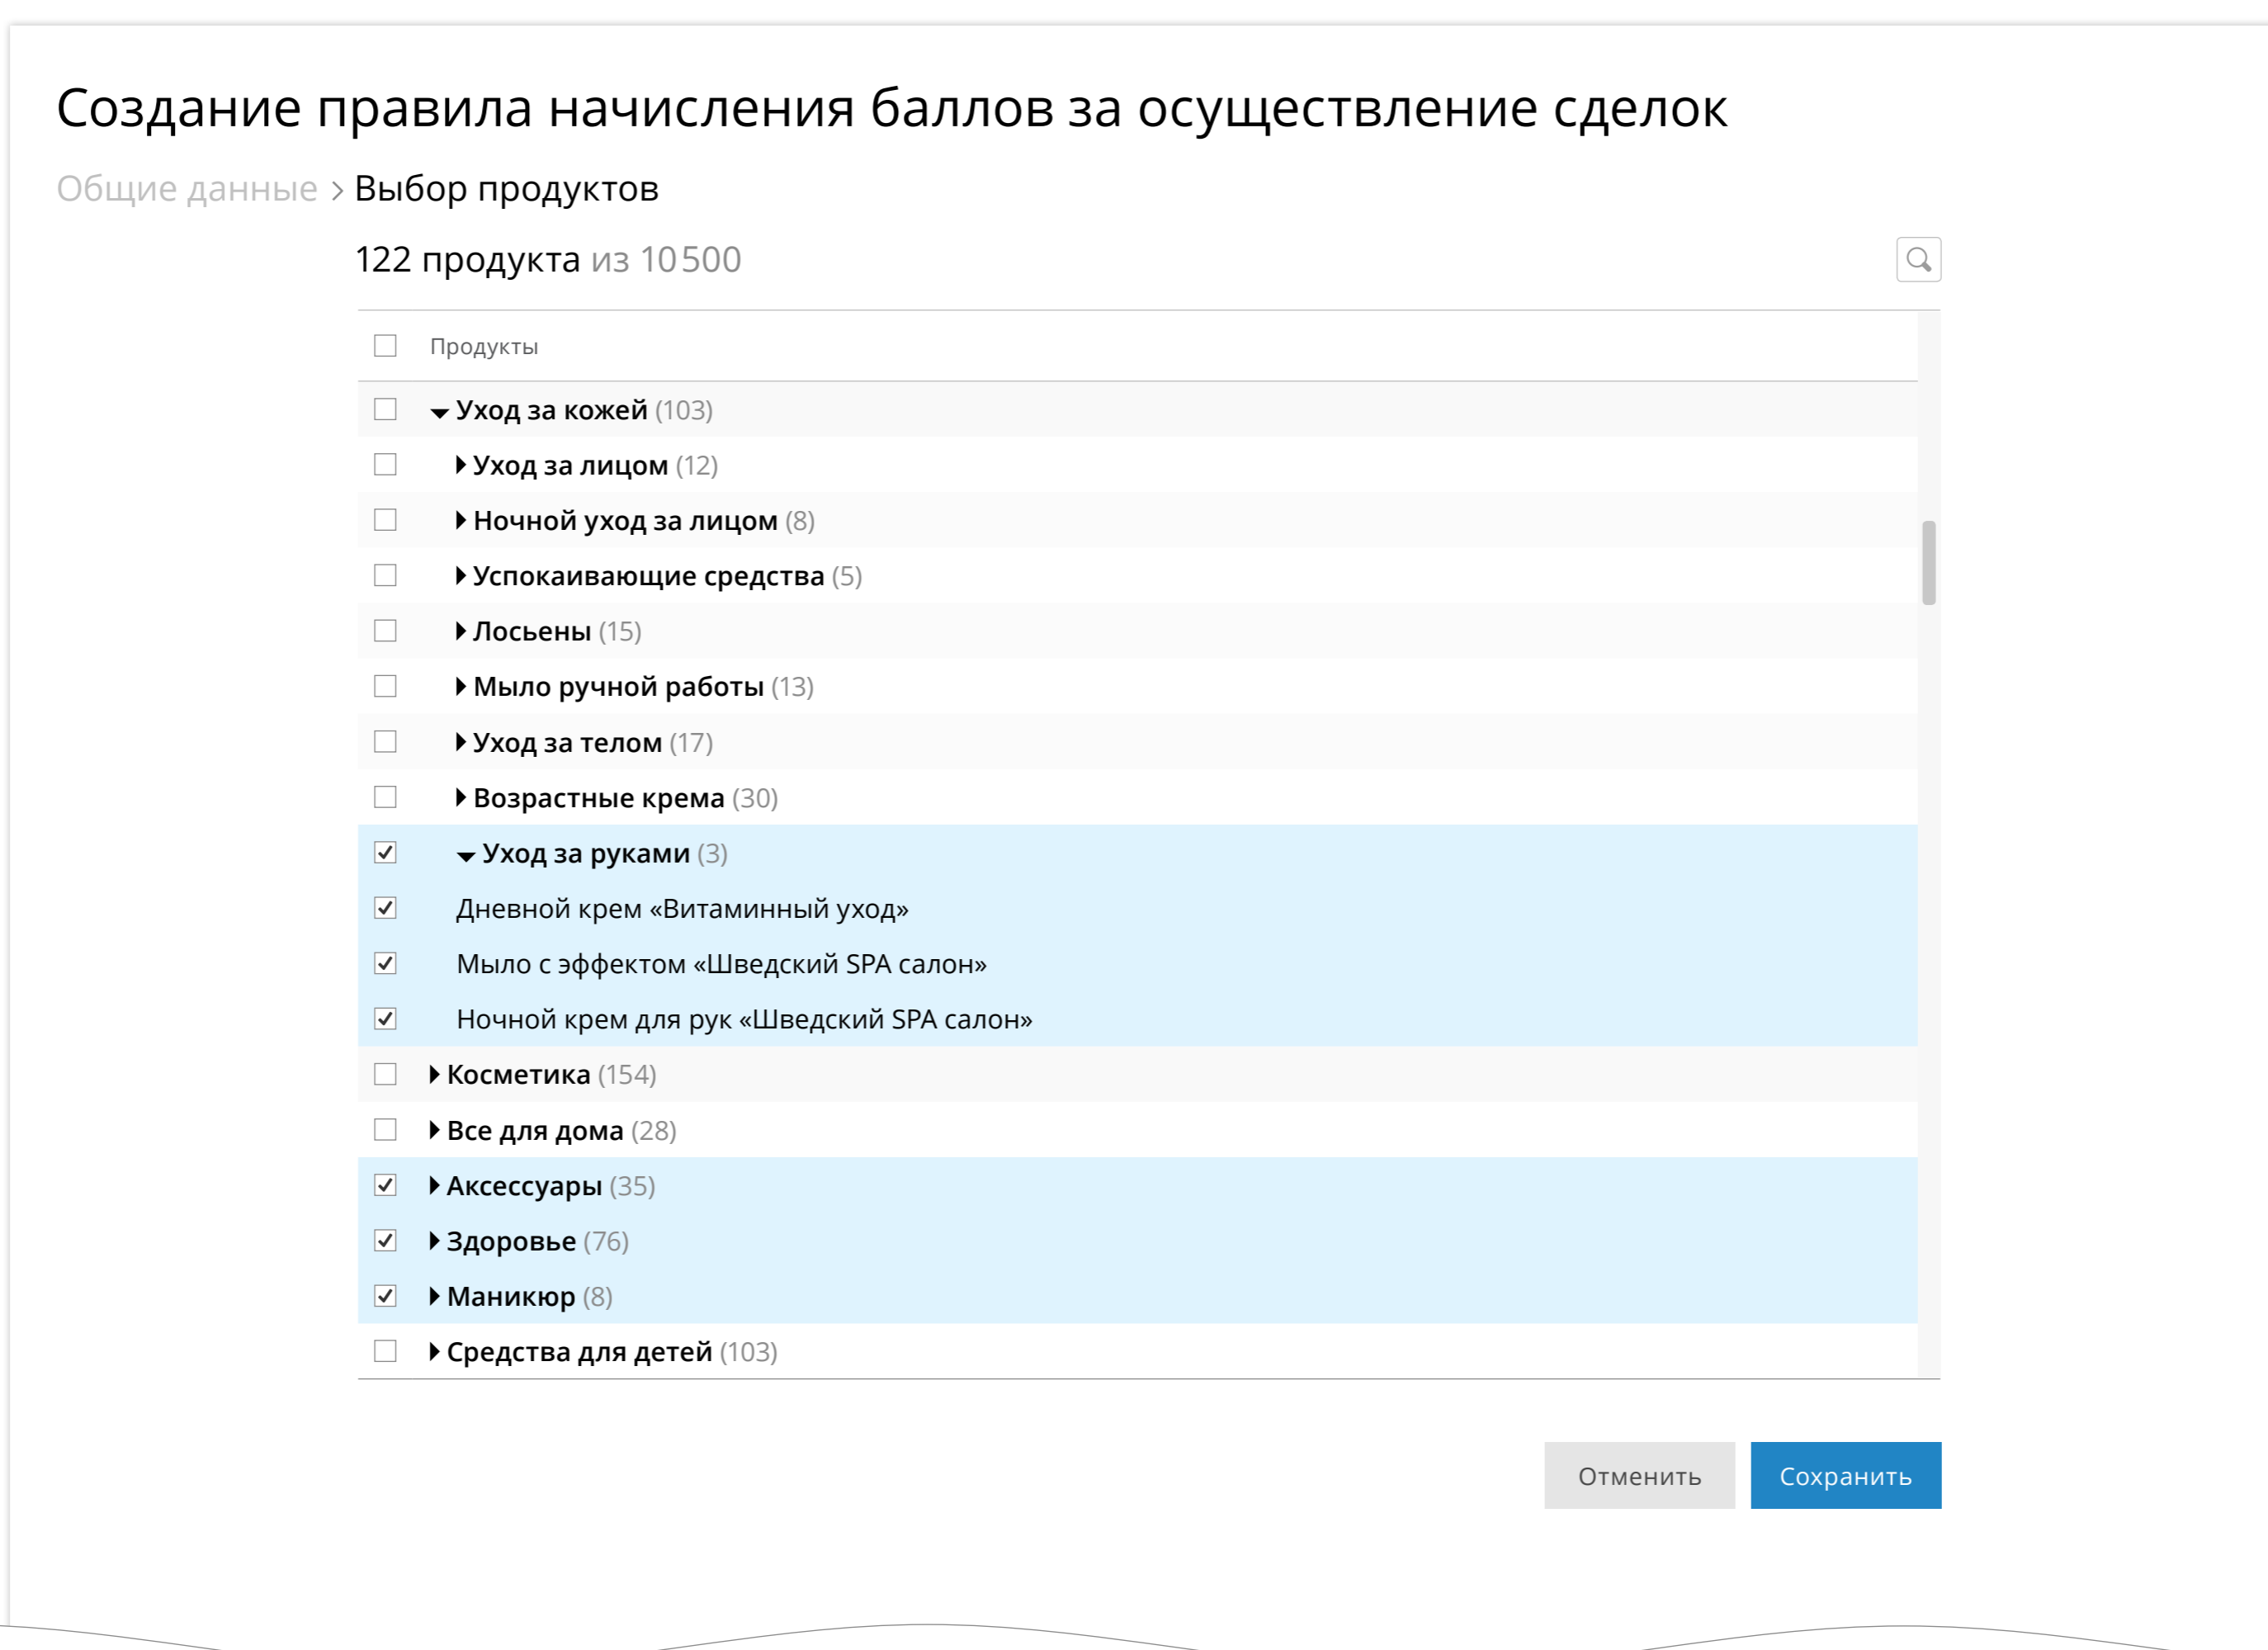 Создание правила начисления баллов за осуществление сделок
Общие данные > Выбор продуктов
122 продукта из 10 500
Продукты
Уход за кожей (103)
Уход за лицом (12)
Ночной уход за лицом (8)
Успокаивающие средства (5)
Лосьены (15)
Мыло ручной работы (13)
Уход за телом (17)
Возрастные крема (30)
Уход за руками (3)
Дневной крем «Витаминный уход»
Мыло с эффектом «Шведский SPA салон»
Ночной крем для рук «Шведский SPA салон»
Косметика (154)
Все для дома (28)
Аксессуары (35)
Здоровье (76)
Маникюр (8)
Средства для детей (103)
Отменить Сохранить